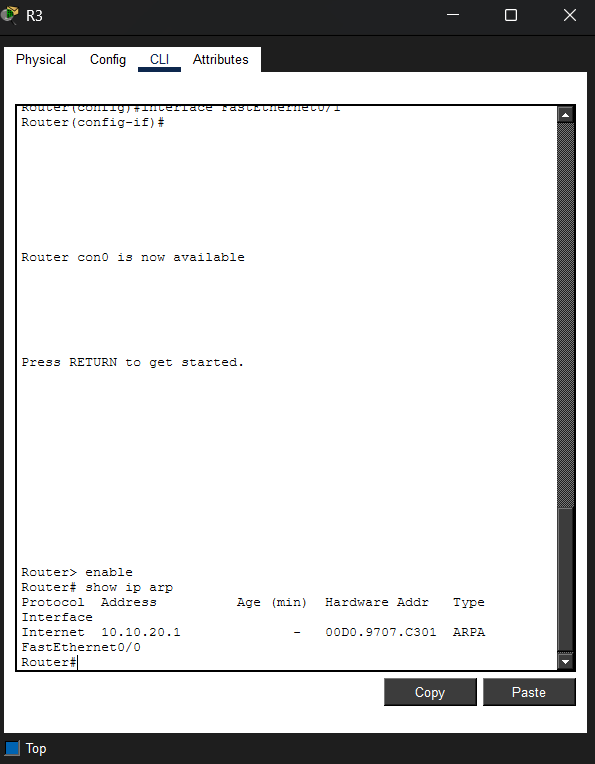 R3
Physical Config CLI Attributes
Router(config)#interface FastEthernet0/1
Router(config-if)#
Router con0 is now available
Press RETURN to get started.
Router> enable
Router# show ip arp
Protocol  Address          Age (min)  Hardware Addr   Type
Interface
Internet  10.10.20.1              -   00D0.9707.C301  ARPA
FastEthernet0/0
Router#
Copy Paste
Top